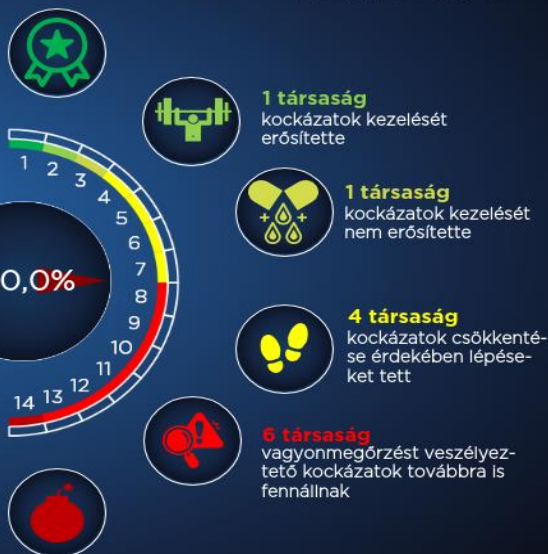 1 társaság
kockázatok kezelését
erősítette
1 társaság
kockázatok kezelését
nem erősítette
4 társaság
kockázatok csökkenté-
se érdekében lépése-
ket tett
6 társaság
vagyonmegőrzést veszélyez-
tető kockázatok továbbra is
fennállnak
1
2
3
4
5
6
7
8
9
10
11
12
13
14
0,0%